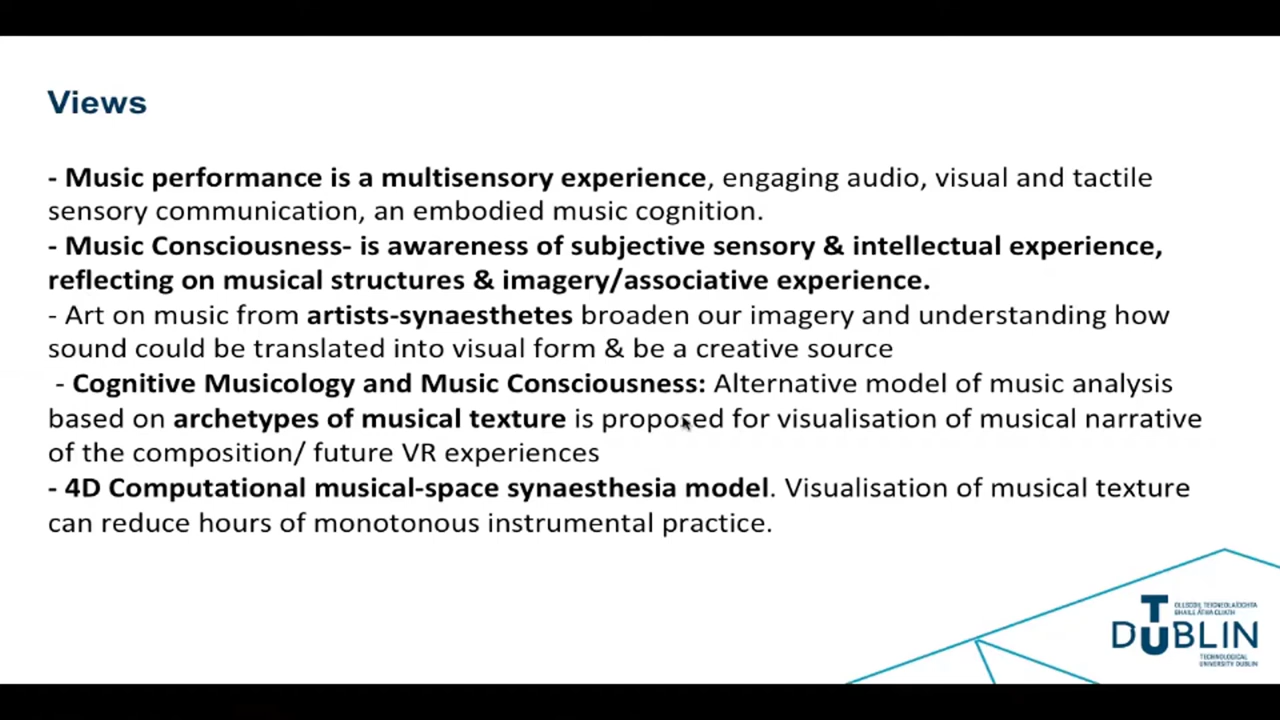 Views
- Music performance is a multisensory experience, engaging audio, visual and tactile
sensory communication, an embodied music cognition.
- Music Consciousness- is awareness of subjective sensory & intellectual experience,
reflecting on musical structures & imagery/associative experience.
- Art on music from artists-synaesthetes broaden our imagery and understanding how
sound could be translated into visual form & be a creative source
- Cognitive Musicology and Music Consciousness: Alternative model of music analysis
based on archetypes of musical texture is proposed for visualisation of musical narrative
of the composition/ future VR experiences
- 4D Computational musical-space synaesthesia model. Visualisation of musical texture
can reduce hours of monotonous instrumental practice.
OLLSCOIL TEICNEOLAÍOCHTA
BHAILE ÁTHA CLIATH
TU DUBLIN
TECHNOLOGICAL
UNIVERSITY DUBLIN